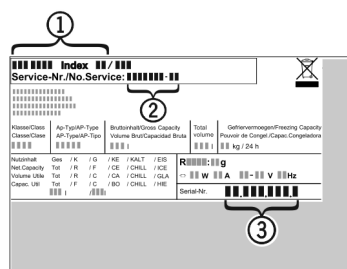 1
Index /
Service-Nr./No.Service: -
2
Klasse/Class Ap-Typ/AP-Type Bruttoinhalt/Gross Capacity Total Gefriervermoegen/Freezing Capacity
Classe/Clase AP-Type/AP-Tipo Volume Brut/Capacidad Bruta volume Pouvoir de Congel./Capac.Congeladora
l l kg / 24 h
Nutzinhalt Ges / K / G / KE / KALT / EIS
Net.Capacity Tot / R / F / CE / CHILL / ICE
Volume Utile Tot / R / C / CA / CHILL / GLA
Capac. Util Tot / F / C / BO / CHILL / HIE
l / l
R : g
W A - V Hz
Serial-Nr. . . .
3